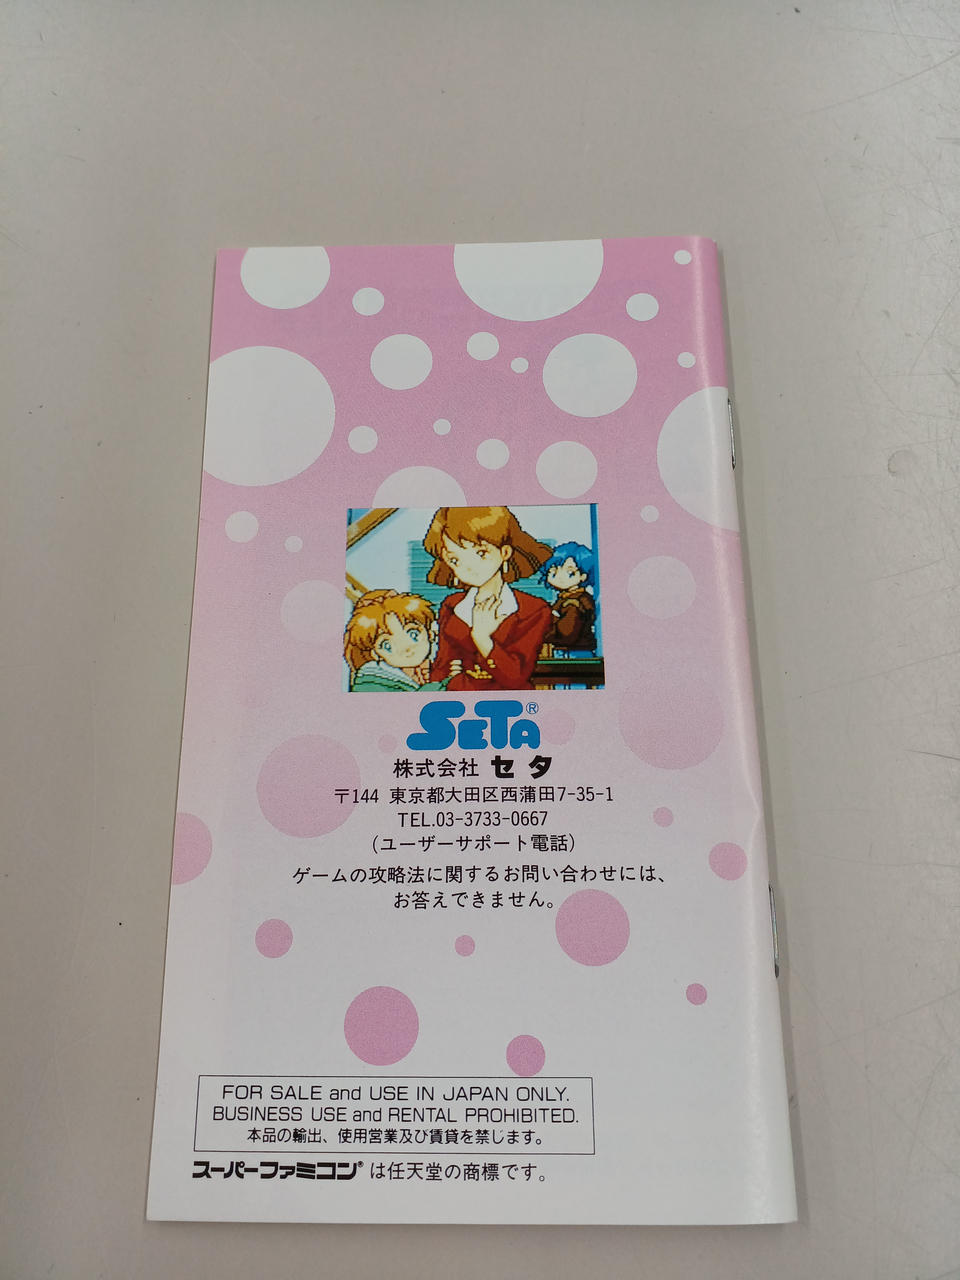 SETA®
株式会社 セタ
〒144 東京都大田区西蒲田7-35-1
TEL.03-3733-0667
(ユーザーサポート電話)
ゲームの攻略法に関するお問い合わせには、
お答えできません。
FOR SALE and USE IN JAPAN ONLY.
BUSINESS USE and RENTAL PROHIBITED.
本品の輸出、使用営業及び賃貸を禁じます。
スーパーファミコン®は任天堂の商標です。